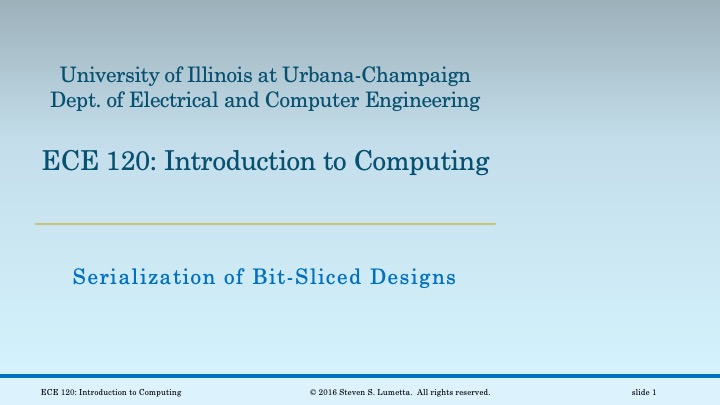 University of Illinois at Urbana-Champaign
Dept. of Electrical and Computer Engineering
ECE 120: Introduction to Computing
Serialization of Bit-Sliced Designs
ECE 120: Introduction to Computing
© 2016 Steven S. Lumetta.  All rights reserved.
slide 1